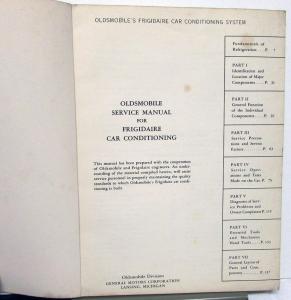 OLDSMOBILE'S FRIGIDAIRE CAR CONDITIONING SYSTEM
OLDSMOBILE
SERVICE MANUAL
FOR
FRIGIDAIRE
CAR CONDITIONING
This manual has been prepared with the cooperation
of Oldsmobile and Frigidaire engineers. An under-
standing of the material compiled herein, will assist
service personnel in properly maintaining the quality
standards to which Oldsmobile's Frigidaire car condi-
tioning is built.
Oldsmobile Division
GENERAL MOTORS CORPORATION
LANSING, MICHIGAN
Fundamentals of
Refrigeration
PART I
Identification and
Location of Major
Components
PART II
General Function
of the Individual
Components
PART III
Service Precau-
tions and Service
Factors
PART IV
Service Oper-
ations and Tests
Made on the Car
PART V
Diagnosis of Serv-
ice Problems and
Owner Complaints
PART VI
Essential Tools
and Mechanics
Hand Tools
PART VII
General Layout of
Parts and Com-
ponents